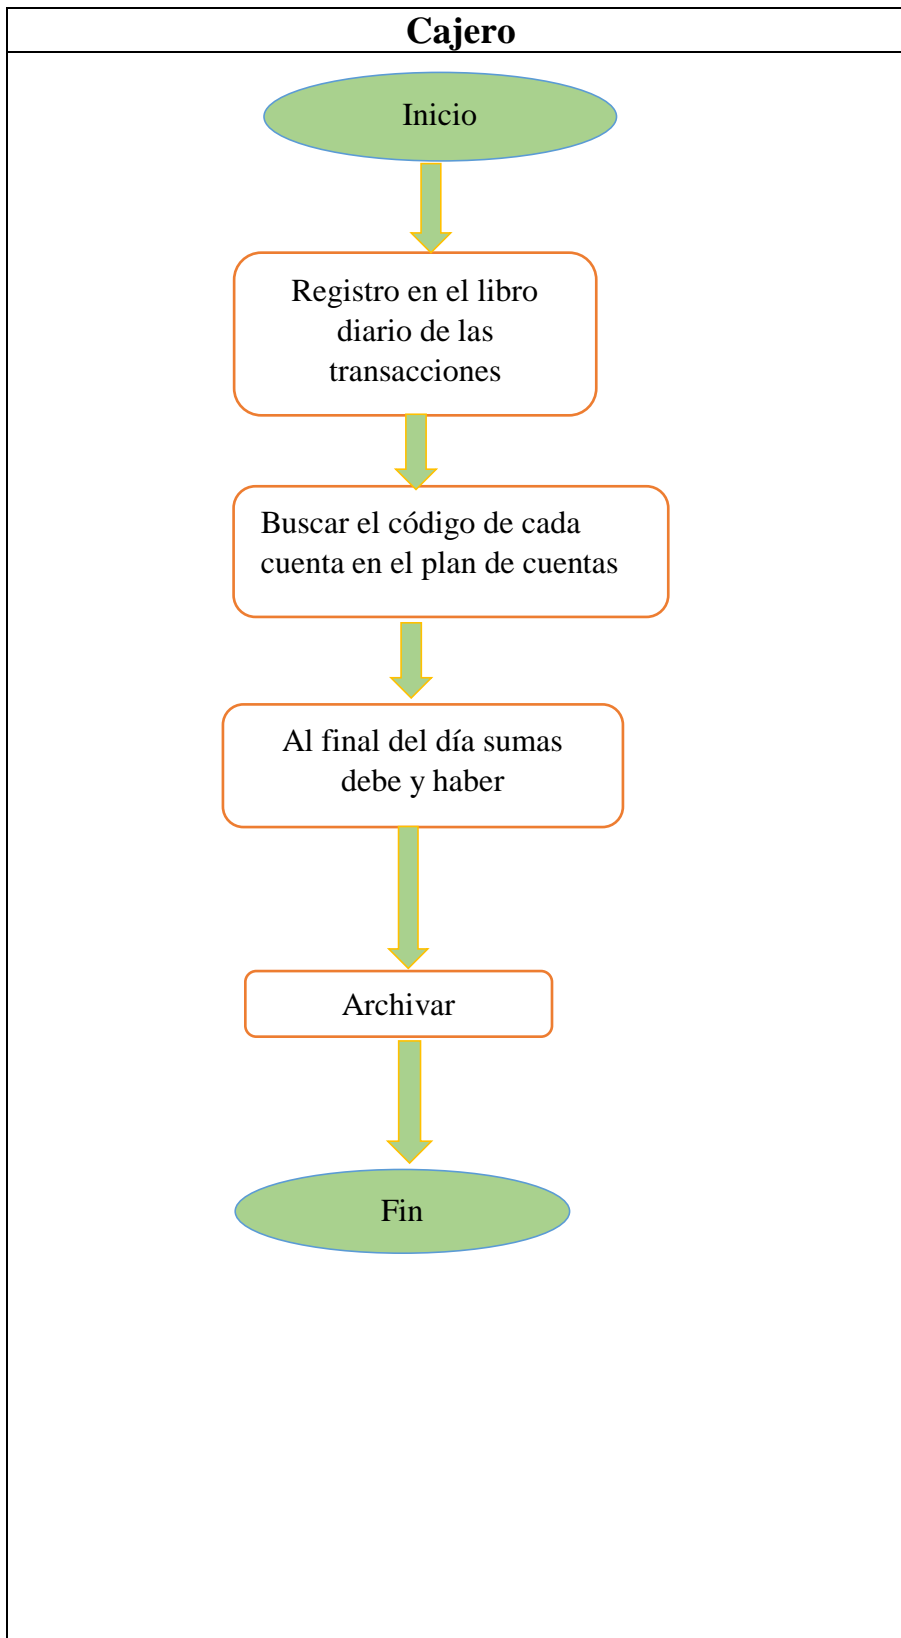 Cajero
Inicio
Registro en el libro
diario de las
transacciones
Buscar el código de cada
cuenta en el plan de cuentas
Al final del día sumas
debe y haber
Archivar
Fin